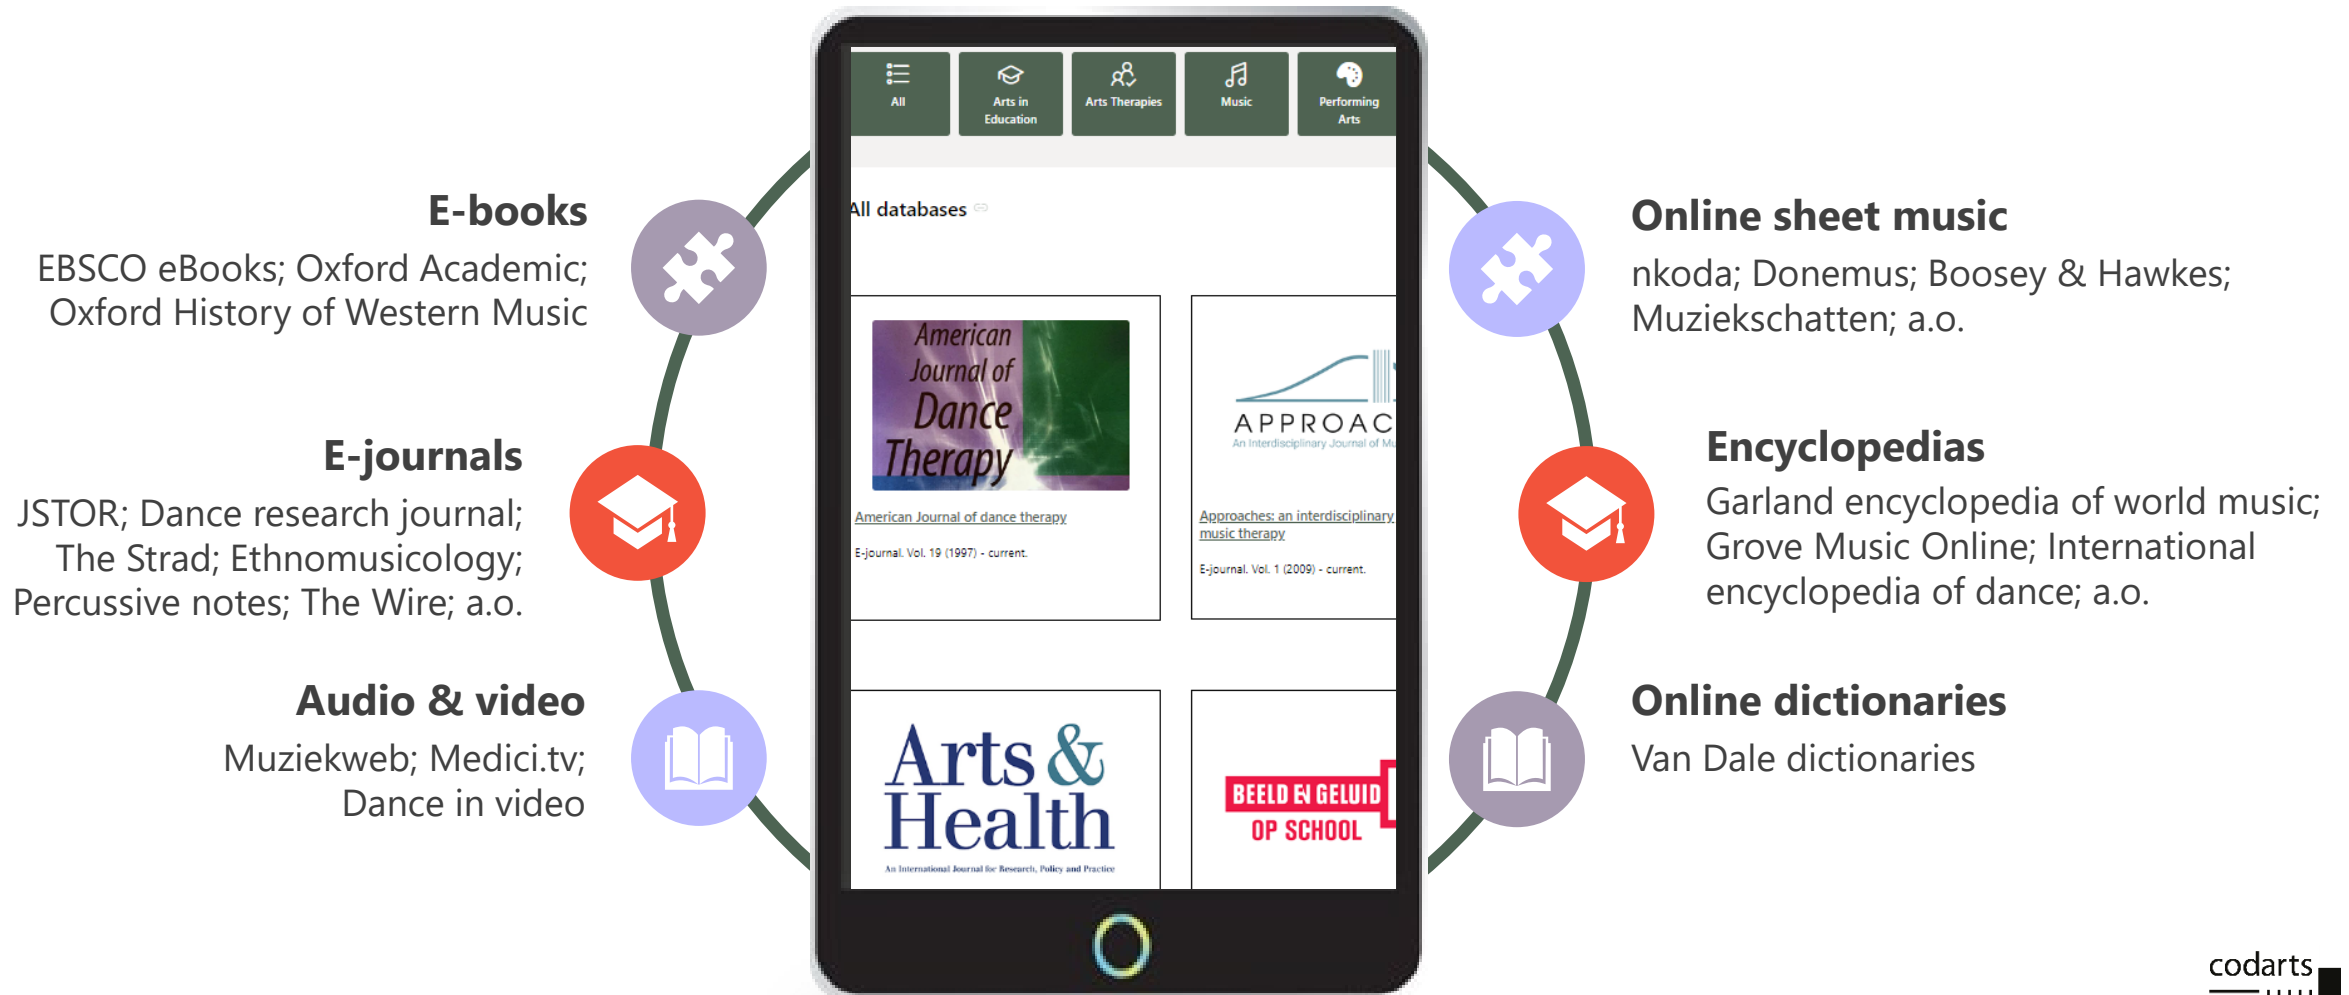 E-books
EBSCO eBooks; Oxford Academic;
Oxford History of Western Music
E-journals
JSTOR; Dance research journal;
The Strad; Ethnomusicology;
Percussive notes; The Wire; a.o.
Audio & video
Muziekweb; Medici.tv;
Dance in video
All
Arts in
Education
Arts Therapies
Music
Performing
Arts
All databases
American
Journal of
Dance
Therapy
American Journal of dance therapy
E-journal. Vol. 19 (1997) - current.
APPROAC
An Interdisciplinary Journal of Mu
Approaches: an interdisciplinary
music therapy
E-journal. Vol. 1 (2009) - current.
Arts &
Health
An International Journal for Research, Policy and Practice
BEELD EN GELUID
OP SCHOOL
Online sheet music
nkoda; Donemus; Boosey & Hawkes;
Muziekschatten; a.o.
Encyclopedias
Garland encyclopedia of world music;
Grove Music Online; International
encyclopedia of dance; a.o.
Online dictionaries
Van Dale dictionaries
codarts